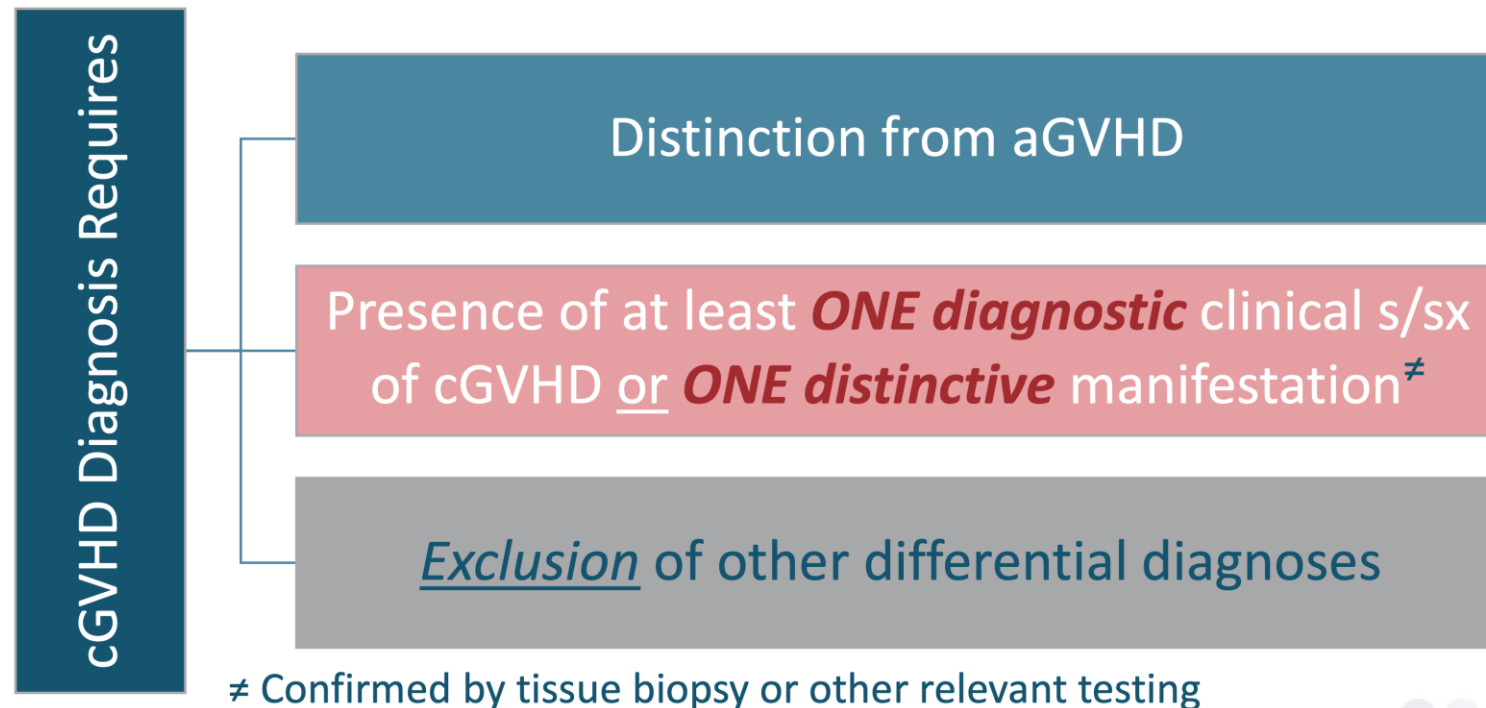 cGVHD Diagnosis Requires
Distinction from aGVHD
Presence of at least ONE diagnostic clinical s/sx
of cGVHD or ONE distinctive manifestation≠
Exclusion of other differential diagnoses
≠ Confirmed by tissue biopsy or other relevant testing